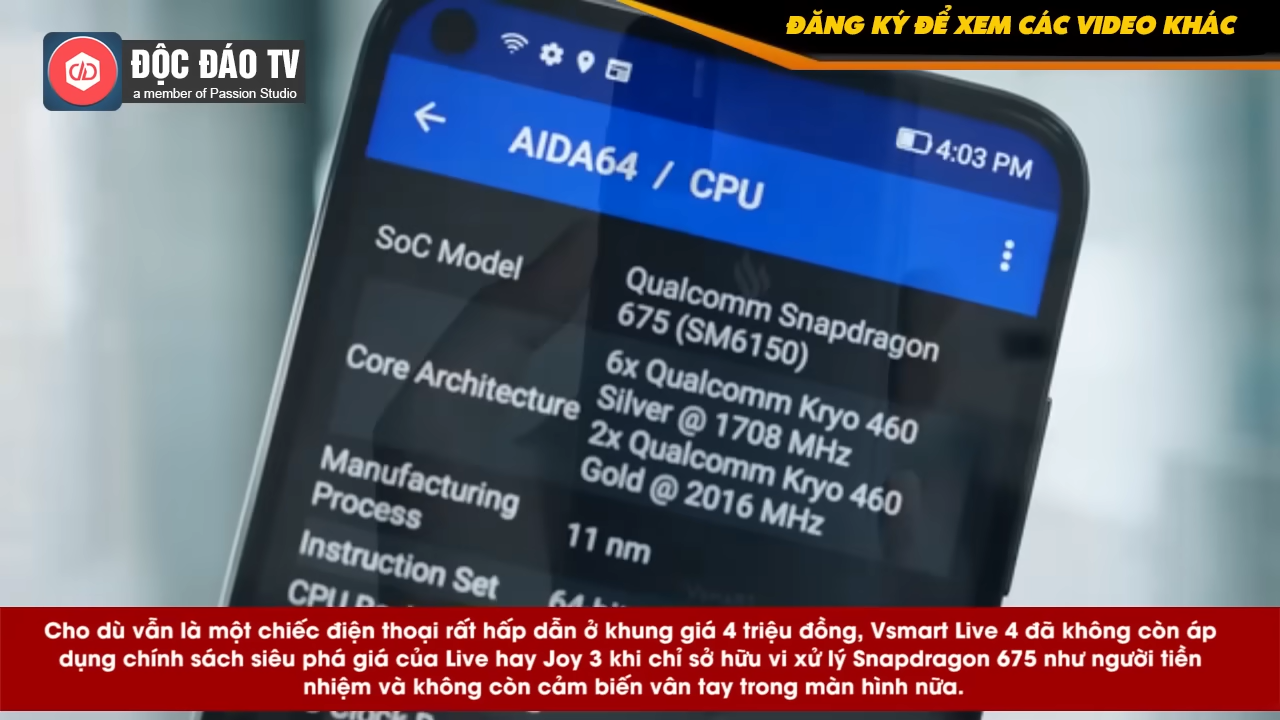 ĐĂNG KÝ ĐỂ XEM CÁC VIDEO KHÁC
ĐỘC ĐÁO TV
a member of Passion Studio
4:03 PM
AIDA64 / CPU
SoC Model
Qualcomm Snapdragon
675 (SM6150)
Core Architecture
6x Qualcomm Kryo 460
Silver @ 1708 MHz
2x Qualcomm Kryo 460
Gold @ 2016 MHz
Manufacturing
Process
11 nm
Instruction Set
64
CPU
Cho dù vẫn là một chiếc điện thoại rất hấp dẫn ở khung giá 4 triệu đồng, Vsmart Live 4 đã không còn áp
dụng chính sách siêu phá giá của Live hay Joy 3 khi chỉ sở hữu vi xử lý Snapdragon 675 như người tiền
nhiệm và không còn cảm biến vân tay trong màn hình nữa.